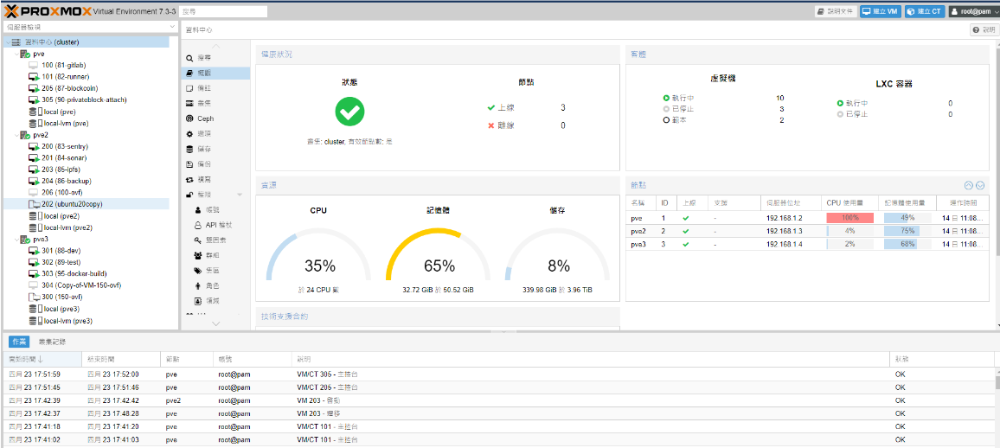 PROXMOX Virtual Environment 7.3-3 搜尋 說明文件 建立 VM 建立 CT root@pam
伺服器檢視
資料中心 (cluster)
pve
100 (81-gitlab)
101 (82-runner)
205 (87-blockcoin)
305 (90-privateblock-attach)
local (pve)
local-lvm (pve)
pve2
200 (83-sentry)
201 (84-sonar)
203 (85-ipfs)
204 (86-backup)
206 (100-ovf)
202 (ubuntu20copy)
local (pve2)
local-lvm (pve2)
pve3
301 (88-dev)
302 (89-test)
303 (95-docker-build)
304 (Copy-of-VM-150-ovf)
300 (150-ovf)
local (pve3)
local-lvm (pve3)
資料中心
說明
搜尋
概觀
備註
叢集
Ceph
選項
儲存
備份
複寫
權限
帳號
API 權杖
雙因素
群組
集區
角色
領域
健康狀況
狀態
叢集: cluster, 有效節點數: 是
節點
上線 3
離線 0
客體
虛擬機
執行中 10
已停止 3
範本 2
LXC 容器
執行中 0
已停止 0
資源
CPU
35%
於 24 CPU 氣
記憶體
65%
32.72 GiB 於 50.52 GiB
儲存
8%
339.98 GiB 於 3.96 TiB
節點
名稱 ID 上線 支援 伺服器位址 CPU 使用量 記憶體使用量 運作時間
pve 1 - 192.168.1.2 100% 49% 14 日 11:08...
pve2 2 - 192.168.1.3 4% 75% 14 日 11:08...
pve3 3 - 192.168.1.4 2% 68% 14 日 11:08...
技術支援合約
作業 叢集記錄
開始時間 ↓ 結束時間 節點 帳號 說明 狀態
四月 23 17:51:59 四月 23 17:52:00 pve root@pam VM/CT 305 - 主控台 OK
四月 23 17:51:45 四月 23 17:51:46 pve root@pam VM/CT 205 - 主控台 OK
四月 23 17:42:39 四月 23 17:42:42 pve2 root@pam VM 203 - 啟動 OK
四月 23 17:42:37 四月 23 17:48:28 pve root@pam VM 203 - 遷移 OK
四月 23 17:41:18 四月 23 17:41:20 pve root@pam VM/CT 101 - 主控台 OK
四月 23 17:41:02 四月 23 17:41:03 pve root@pam VM/CT 101 - 主控台 OK